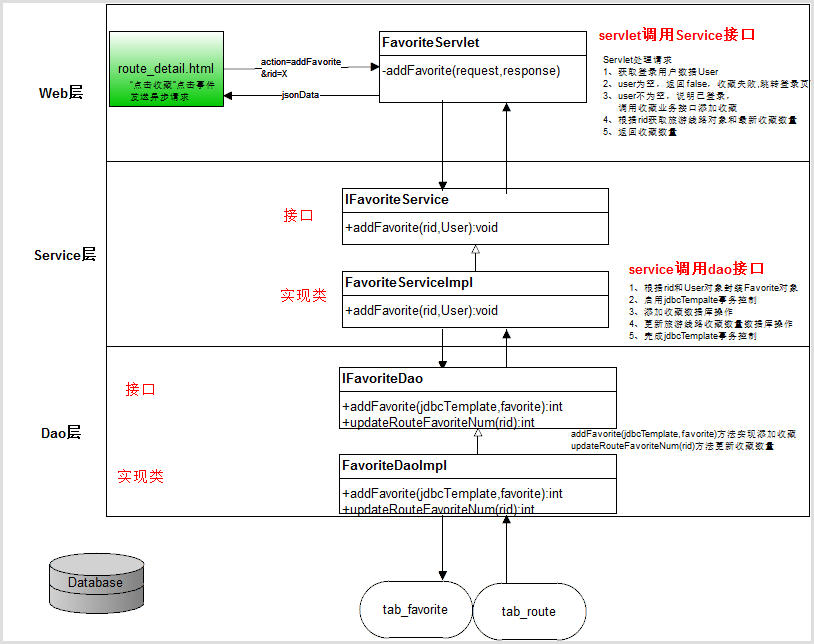 Web层
route_detail.html
"点击收藏"点击事件
发送异步请求
action=addFavorite
&rid=X
jsonData
FavoriteServlet
-addFavorite(request,response)
servlet调用Service接口
Servlet处理请求
1、获取登录用户数据User
2、user为空，返回false，收藏失败,跳转登录页
3、user不为空，说明已登录，
调用收藏业务接口添加收藏
4、根据rid获取旅游线路对象和最新收藏数量
5、返回收藏数量
Service层
接口
IFavoriteService
+addFavorite(rid,User):void
实现类
FavoriteServiceImpl
+addFavorite(rid,User):void
service调用dao接口
1、根据rid和User对象封装Favorite对象
2、启用jdbcTempalte事务控制
3、添加收藏数据库操作
4、更新旅游线路收藏数量数据库操作
5、完成jdbcTemplate事务控制
Dao层
接口
IFavoriteDao
+addFavorite(jdbcTemplate,favorite):int
+updateRouteFavoriteNum(rid):int
addFavorite(jdbcTemplate,favorite)方法实现添加收藏
updateRouteFavoriteNum(rid)方法更新收藏数量
实现类
FavoriteDaoImpl
+addFavorite(jdbcTemplate,favorite):int
+updateRouteFavoriteNum(rid):int
Database
tab_favorite
tab_route